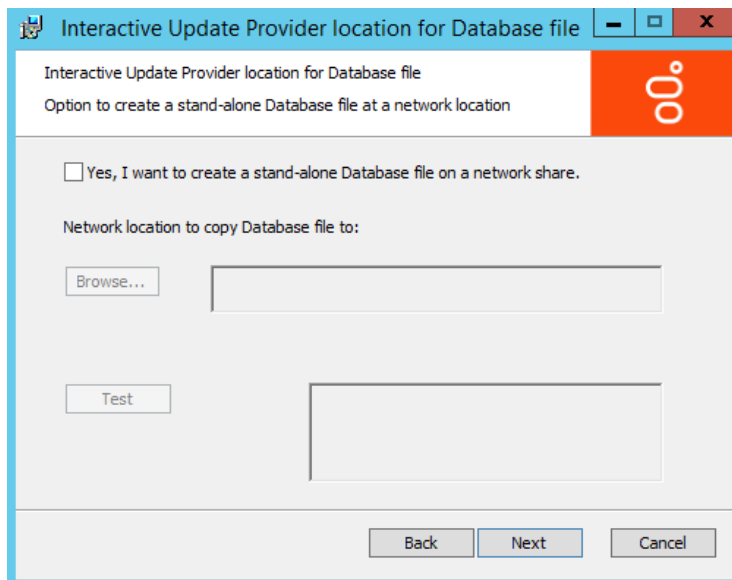 Interactive Update Provider location for Database file
Interactive Update Provider location for Database file
Option to create a stand-alone Database file at a network location
Yes, I want to create a stand-alone Database file on a network share.
Network location to copy Database file to:
Browse...
Test
Back Next Cancel